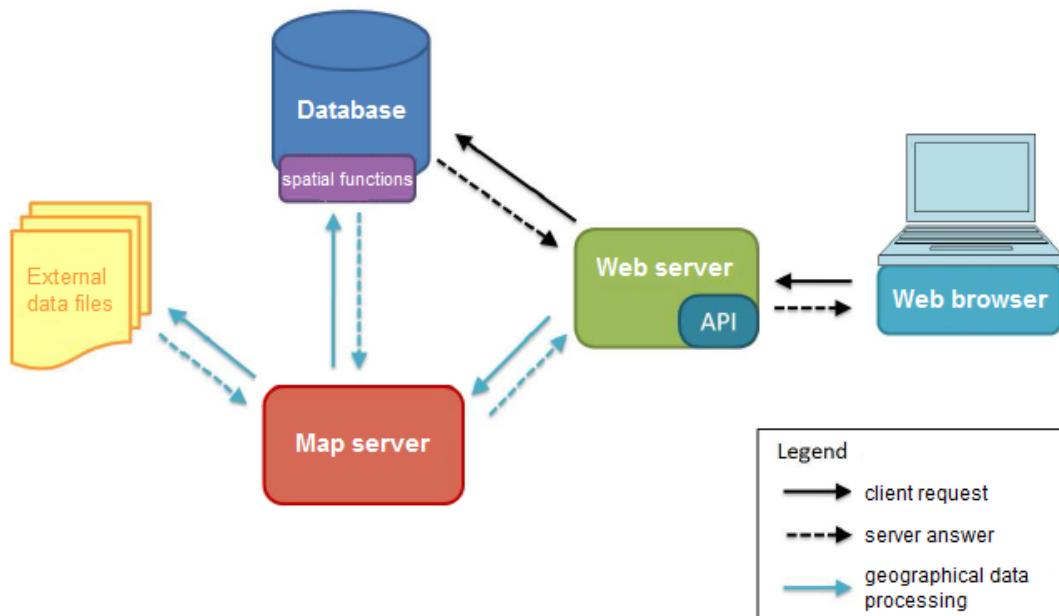 Database
spatial functions
External
data files
Web server
API
Web browser
Map server
Legend
client request
server answer
geographical data
processing